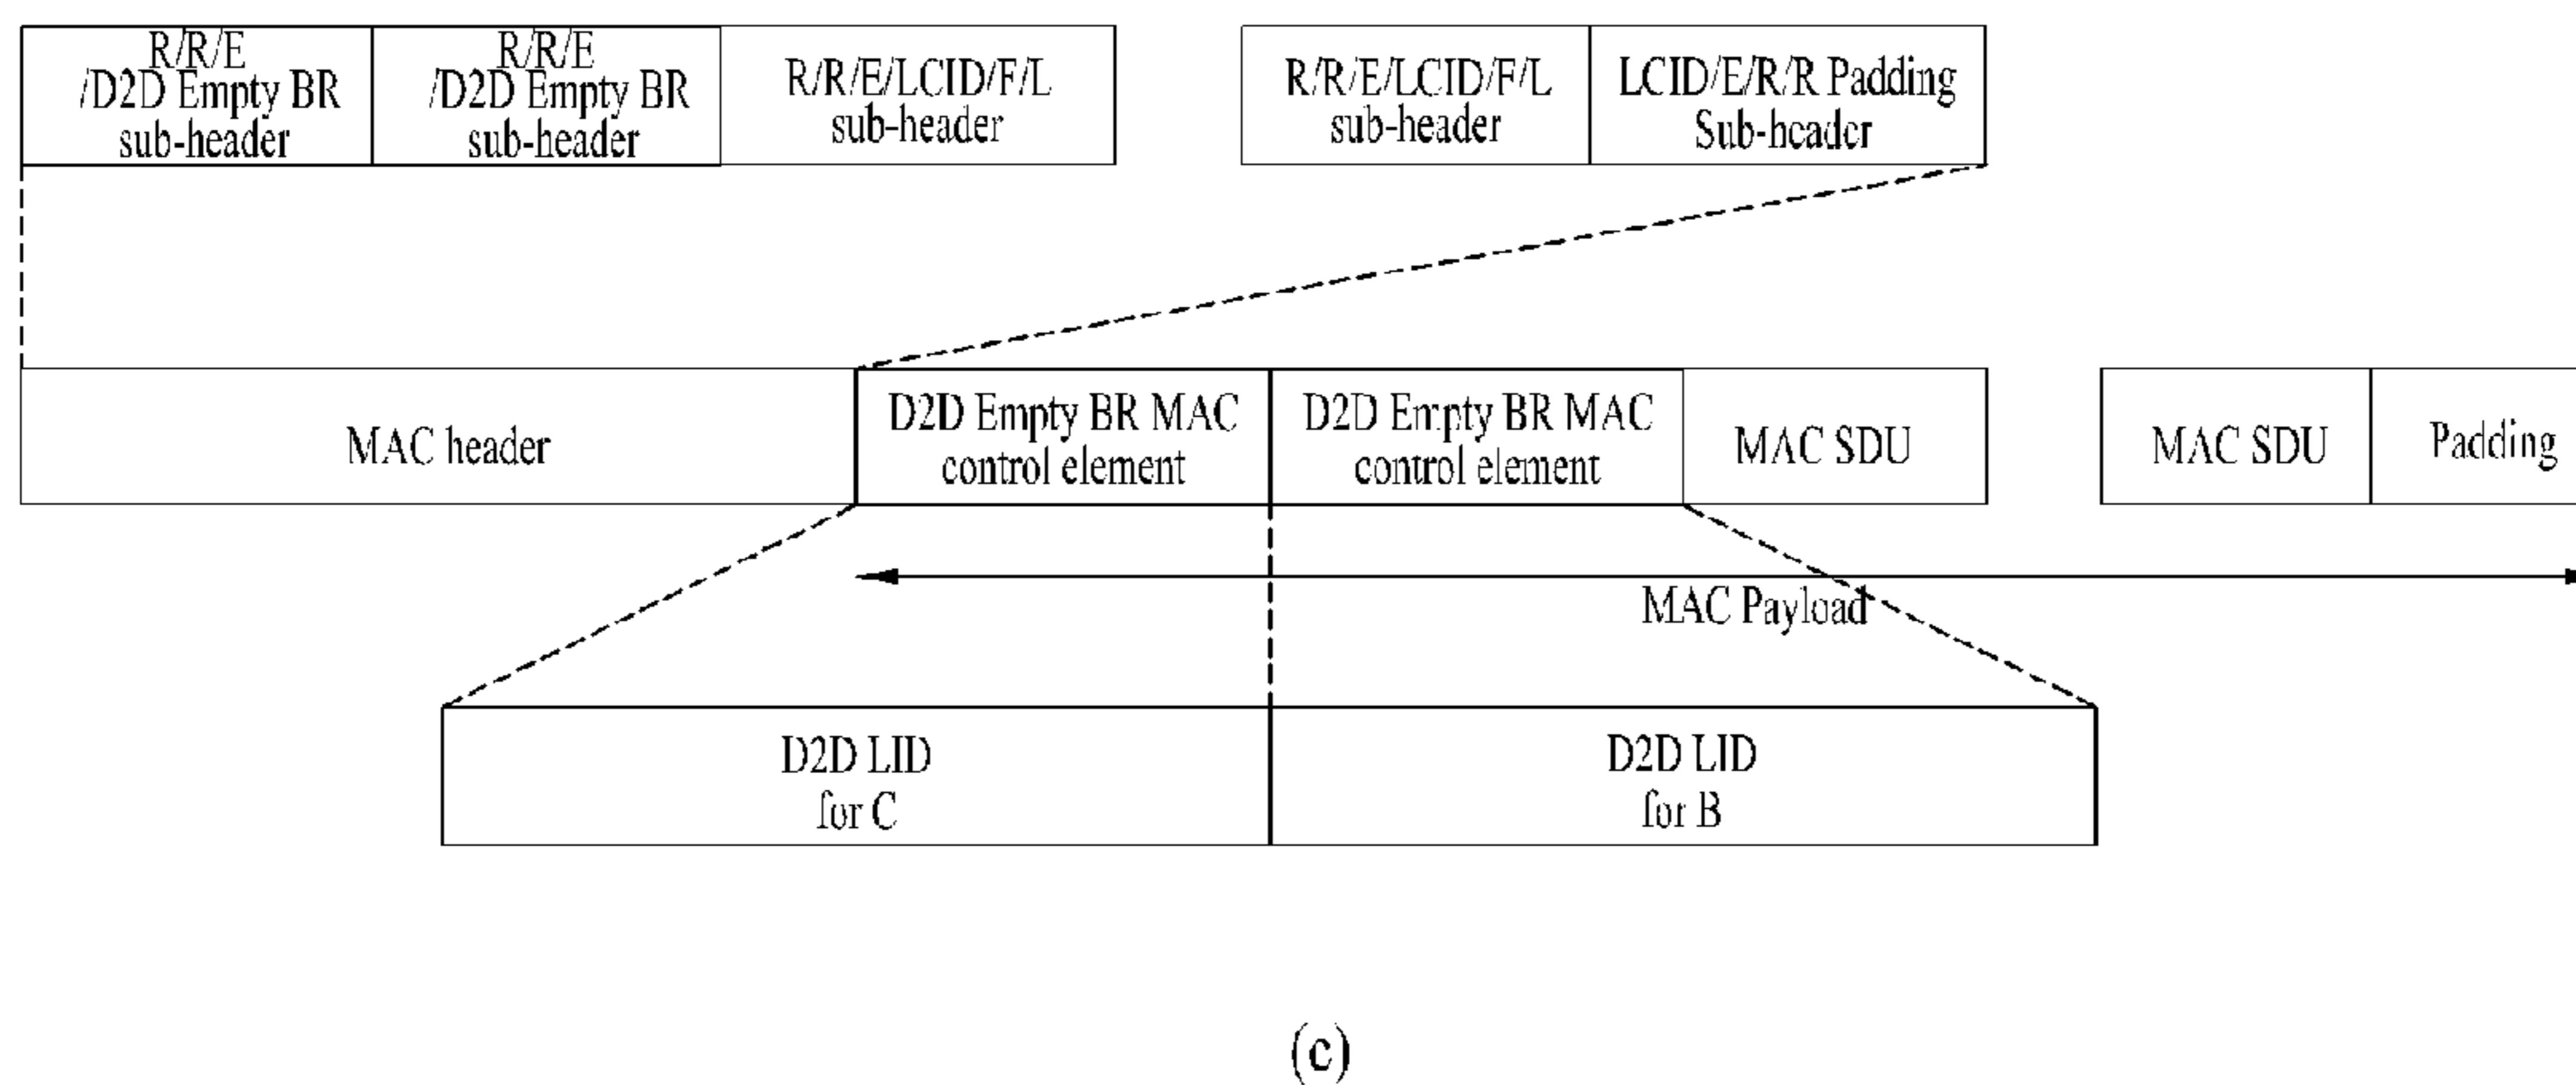 R/R/E
/D2D Empty BR
sub-header
R/R/E
/D2D Empty BR
sub-header
R/R/E/LCID/F/L
sub-header
R/R/E/LCID/F/L
sub-header
LCID/E/R/R Padding
Sub-header
MAC header
D2D Empty BR MAC
control element
D2D Empty BR MAC
control element
MAC SDU
MAC SDU
Padding
MAC Payload
D2D LID
for C
D2D LID
for B
(c)